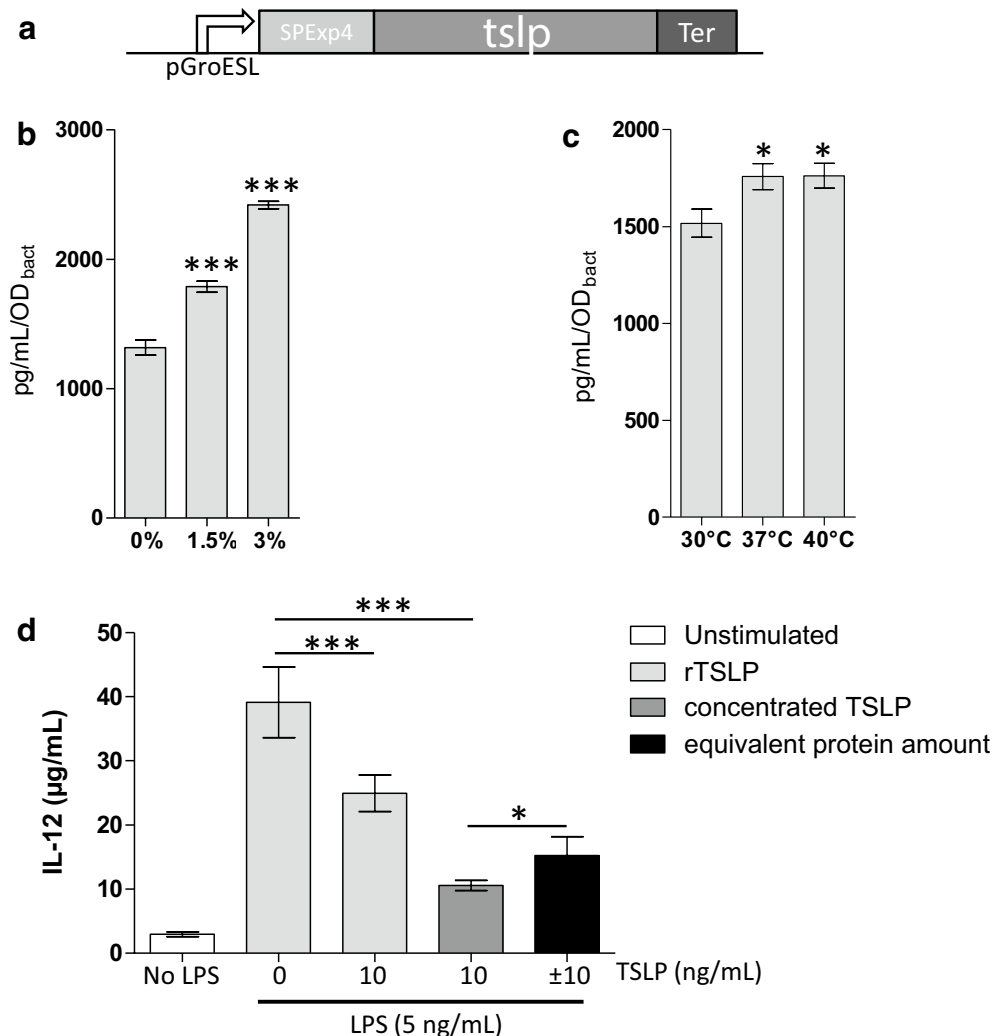 a
SPExp4 tslp Ter
pGroESL
b
3000
2000
1000
0
pg/mL/ODbact
***
***
0% 1.5% 3%
c
2000
1500
1000
500
0
pg/mL/ODbact
* *
30°C 37°C 40°C
d
50
40
30
20
10
0
IL-12 (µg/mL)
***
***
*
No LPS 0 10 10 ±10 TSLP (ng/mL)
LPS (5 ng/mL)
Unstimulated
rTSLP
concentrated TSLP
equivalent protein amount